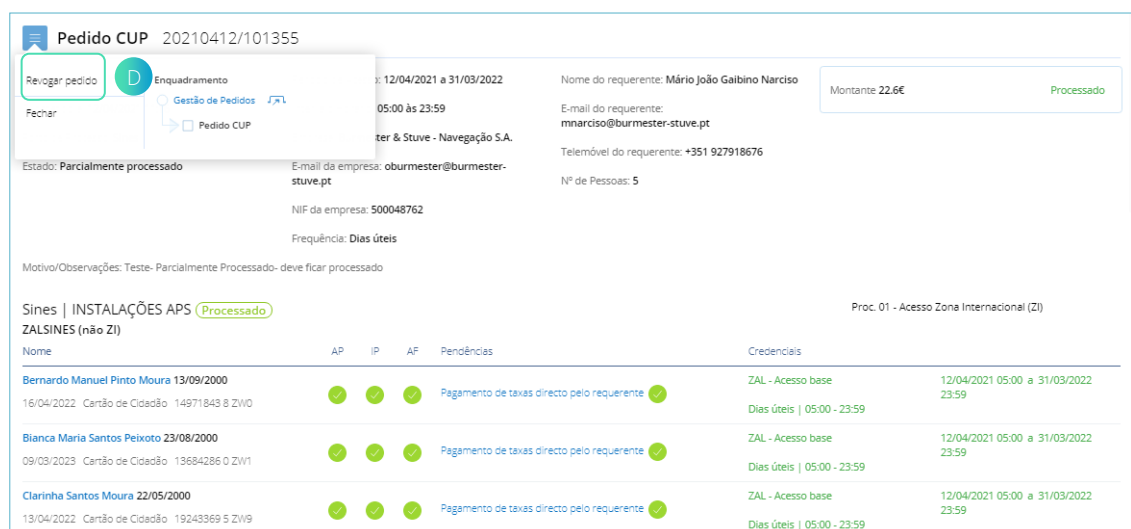 Pedido CUP 20210412/101355
Revogar pedido
D
Enquadramento
Gestão de Pedidos
Fechar
Pedido CUP
12/04/2021 a 31/03/2022
05:00 às 23:59
ter & Stuve - Navegação S.A.
Estado: Parcialmente processado
E-mail da empresa: oburmester@burmester-
stuve.pt
NIF da empresa: 500048762
Frequência: Dias úteis
Nome do requerente: Mário João Gaibino Narciso
E-mail do requerente:
mnarciso@burmester-stuve.pt
Telemóvel do requerente: +351 927918676
Nº de Pessoas: 5
Montante 22.6€ Processado
Motivo/Observações: Teste- Parcialmente Processado- deve ficar processado
Sines | INSTALAÇÕES APS Processado
Proc. 01 - Acesso Zona Internacional (ZI)
ZALSINES (não ZI)
Nome AP IP AF Pendências Credenciais
Bernardo Manuel Pinto Moura 13/09/2000
16/04/2022 Cartão de Cidadão 14971843 8 ZW0
Pagamento de taxas directo pelo requerente
ZAL - Acesso base
Dias úteis | 05:00 - 23:59
12/04/2021 05:00 a 31/03/2022
23:59
Bianca Maria Santos Peixoto 23/08/2000
09/03/2023 Cartão de Cidadão 13684286 0 ZW1
Pagamento de taxas directo pelo requerente
ZAL - Acesso base
Dias úteis | 05:00 - 23:59
12/04/2021 05:00 a 31/03/2022
23:59
Clarinha Santos Moura 22/05/2000
13/04/2022 Cartão de Cidadão 19243369 5 ZW9
Pagamento de taxas directo pelo requerente
ZAL - Acesso base
Dias úteis | 05:00 - 23:59
12/04/2021 05:00 a 31/03/2022
23:59